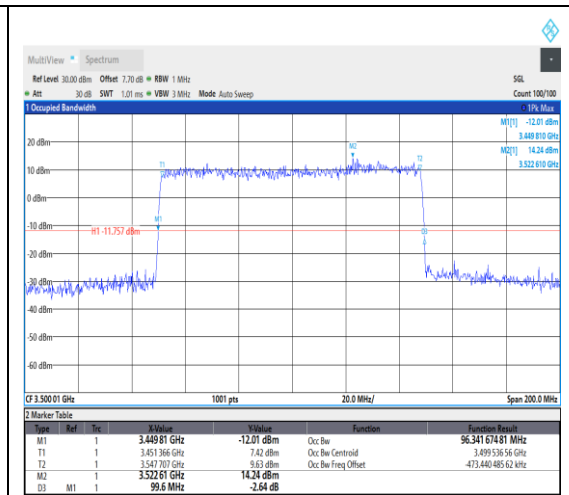 MultiView Spectrum
Ref Level 30.00 dBm Offset 7.70 dB RBW 1 MHz SGL
Att 30 dB SWT 1.01 ms VBW 3 MHz Mode Auto Sweep Count 100/100
1 Occupied Bandwidth 1Pk Max
M1[1] -12.01 dBm
3.449 810 GHz
M2[1] 14.24 dBm
3.522 610 GHz
20 dBm
M2
T1
T2
10 dBm
0 dBm
M1
-10 dBm
H1 -11.757 dBm
D3
-20 dBm
-30 dBm
-40 dBm
-50 dBm
-60 dBm
CF 3.500 01 GHz 1001 pts 20.0 MHz/ Span 200.0 MHz
2 Marker Table
Type Ref Trc X-Value Y-Value Function Function Result
M1 1 3.449 81 GHz -12.01 dBm Occ Bw 96.341 674 81 MHz
T1 1 3.451 366 GHz 7.42 dBm Occ Bw Centroid 3.499 536 56 GHz
T2 1 3.547 707 GHz 9.63 dBm Occ Bw Freq Offset -473.440 485 62 kHz
M2 1 3.522 61 GHz 14.24 dBm
D3 M1 1 99.6 MHz -2.64 dB